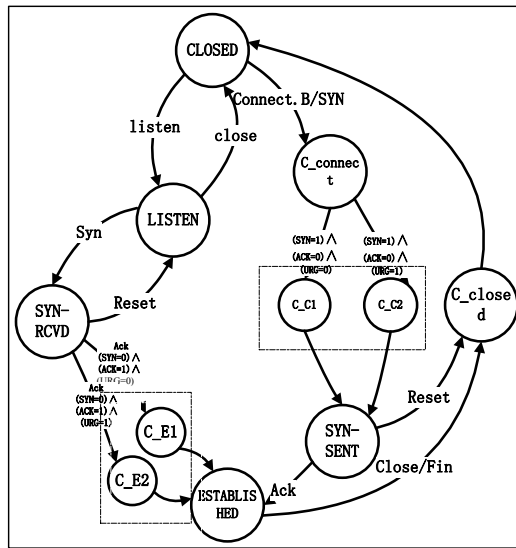 CLOSED
Connect.B/SYN
listen
close
C_connec
t
LISTEN
Syn
(SYN=1)∧
(ACK=0)∧
(URG=0)
(SYN=1)∧
(ACK=0)∧
(URG=1)
SYN-
RCVD
Reset
C_C1
C_C2
C_close
d
Ack
(SYN=0)∧
(ACK=1)∧
(URG=0)
Ack
(SYN=0)∧
(ACK=1)∧
(URG=1)
C_E1
SYN-
SENT
Reset
Close/Fin
C_E2
ESTABLIS
HED
Ack